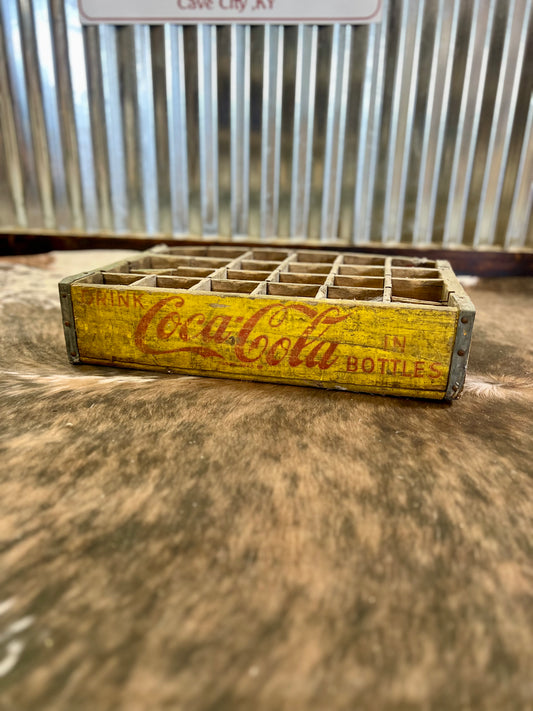 Cave City, KY
DRINK
Coca-Cola
IN
BOTTLES